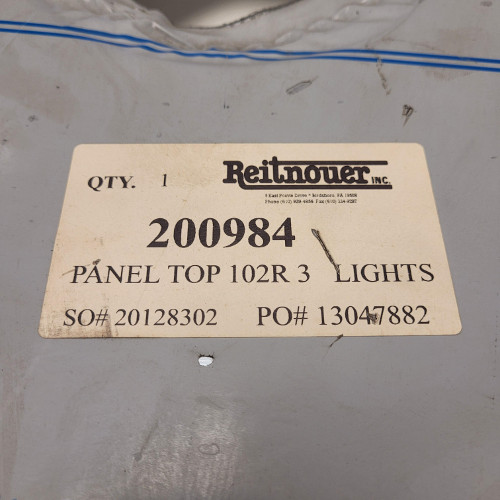 QTY. 1 Reitnouer INC.
200984
PANEL TOP 102R 3 LIGHTS
SO# 20128302 PO# 13047882